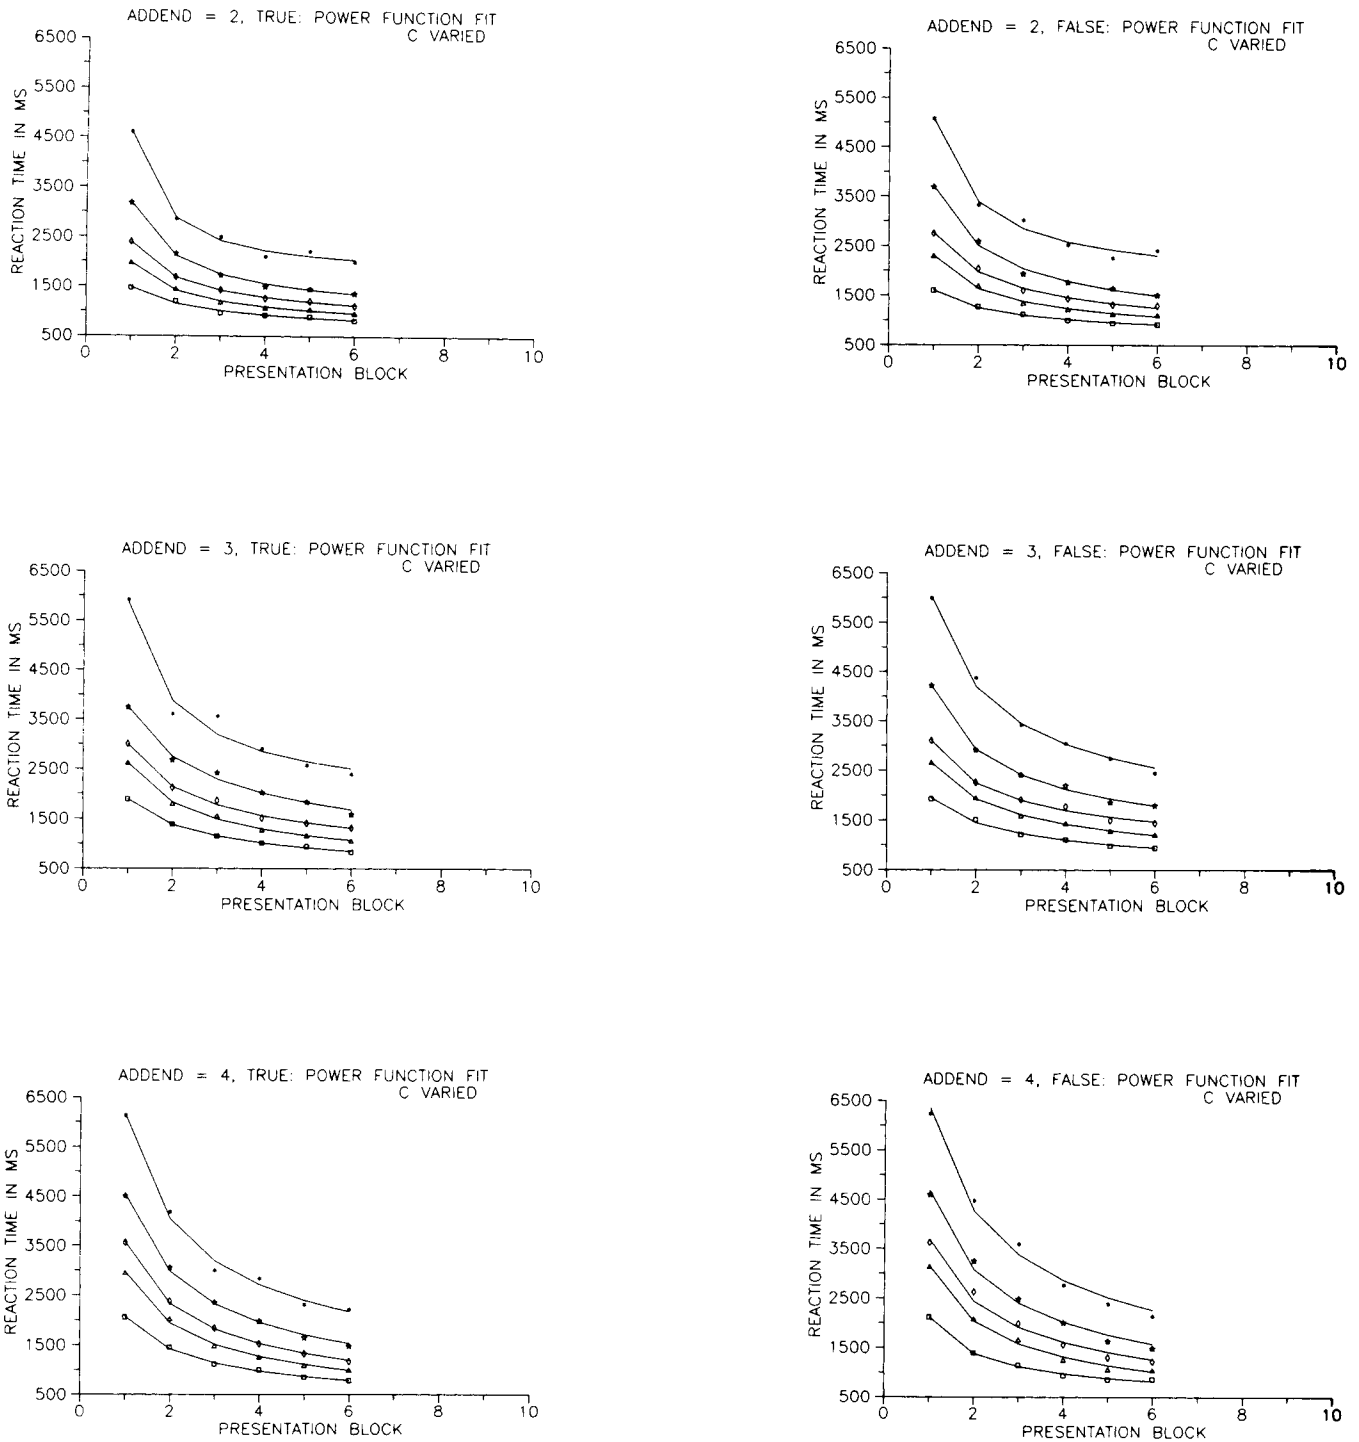 ADDEND = 2, TRUE: POWER FUNCTION FIT
C VARIED
6500
5500
4500
3500
2500
1500
500
REACTION TIME IN MS
0 2 4 6 8 10
PRESENTATION BLOCK
ADDEND = 2, FALSE: POWER FUNCTION FIT
C VARIED
6500
5500
4500
3500
2500
1500
500
REACTION TIME IN MS
0 2 4 6 8 10
PRESENTATION BLOCK
ADDEND = 3, TRUE: POWER FUNCTION FIT
C VARIED
6500
5500
4500
3500
2500
1500
500
REACTION TIME IN MS
0 2 4 6 8 10
PRESENTATION BLOCK
ADDEND = 3, FALSE: POWER FUNCTION FIT
C VARIED
6500
5500
4500
3500
2500
1500
500
REACTION TIME IN MS
0 2 4 6 8 10
PRESENTATION BLOCK
ADDEND = 4, TRUE: POWER FUNCTION FIT
C VARIED
6500
5500
4500
3500
2500
1500
500
REACTION TIME IN MS
0 2 4 6 8 10
PRESENTATION BLOCK
ADDEND = 4, FALSE: POWER FUNCTION FIT
C VARIED
6500
5500
4500
3500
2500
1500
500
REACTION TIME IN MS
0 2 4 6 8 10
PRESENTATION BLOCK